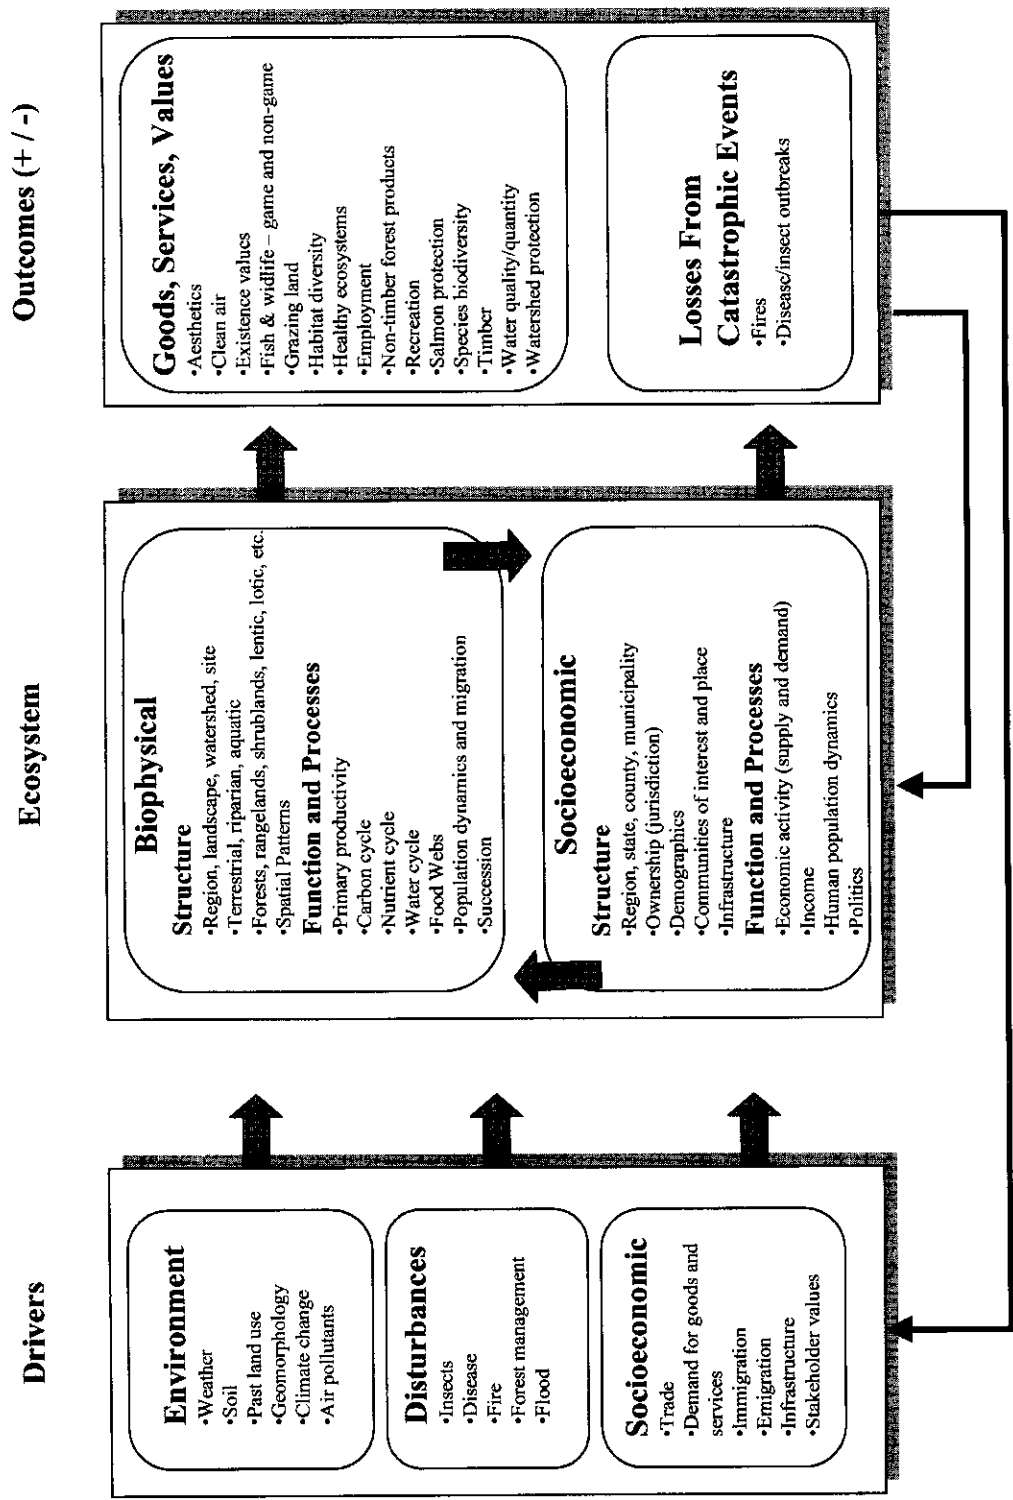 Drivers
Environment
•Weather
•Soil
•Past land use
•Geomorphology
•Climate change
•Air pollutants
Disturbances
•Insects
•Disease
•Fire
•Forest management
•Flood
Socioeconomic
•Trade
•Demand for goods and
services
•Immigration
•Emigration
•Infrastructure
•Stakeholder values
Ecosystem
Biophysical
Structure
•Region, landscape, watershed, site
•Terrestrial, riparian, aquatic
•Forests, rangelands, shrublands, lentic, lotic, etc.
•Spatial Patterns
Function and Processes
•Primary productivity
•Carbon cycle
•Nutrient cycle
•Water cycle
•Food Webs
•Population dynamics and migration
•Succession
Socioeconomic
Structure
•Region, state, county, municipality
•Ownership (jurisdiction)
•Demographics
•Communities of interest and place
•Infrastructure
Function and Processes
•Economic activity (supply and demand)
•Income
•Human population dynamics
•Politics
Outcomes (+ / -)
Goods, Services, Values
•Aesthetics
•Clean air
•Existence values
•Fish & widlife – game and non-game
•Grazing land
•Habitat diversity
•Healthy ecosystems
•Employment
•Non-timber forest products
•Recreation
•Salmon protection
•Species biodiversity
•Timber
•Water quality/quantity
•Watershed protection
Losses From
Catastrophic Events
•Fires
•Disease/insect outbreaks